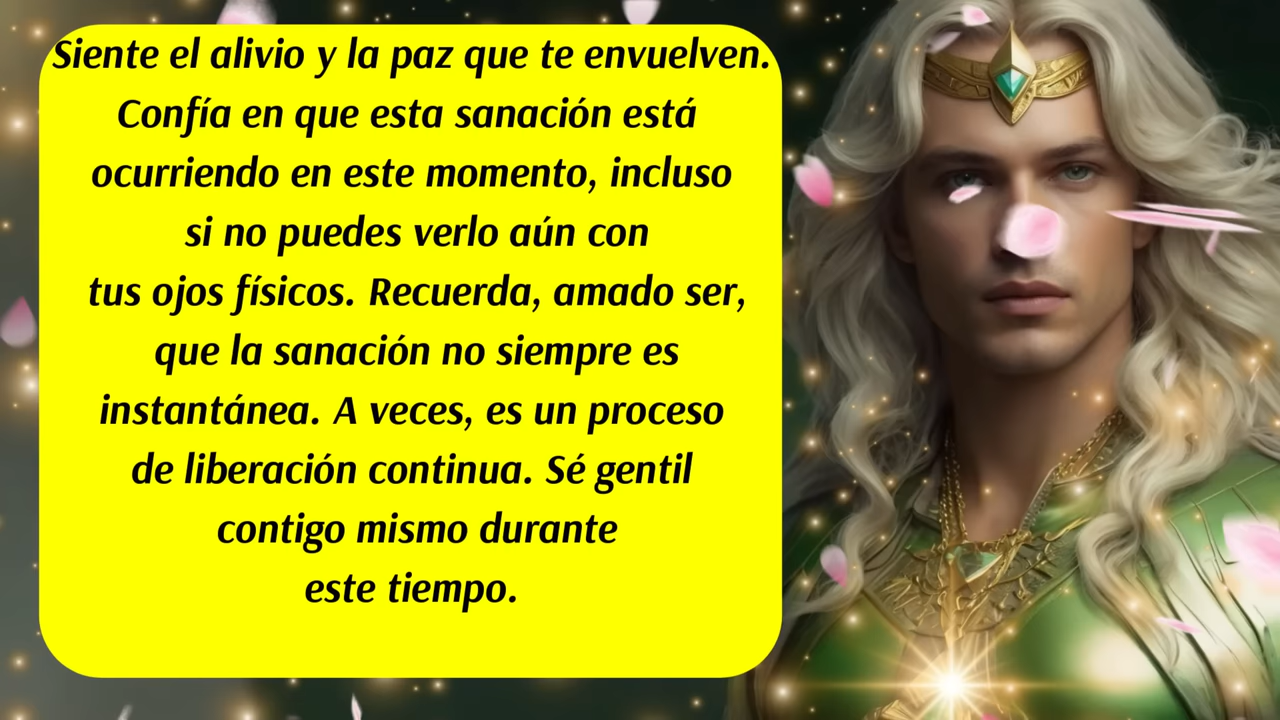 Siente el alivio y la paz que te envuelven.
Confía en que esta sanación está
ocurriendo en este momento, incluso
si no puedes verlo aún con
tus ojos físicos. Recuerda, amado ser,
que la sanación no siempre es
instantánea. A veces, es un proceso
de liberación continua. Sé gentil
contigo mismo durante
este tiempo.